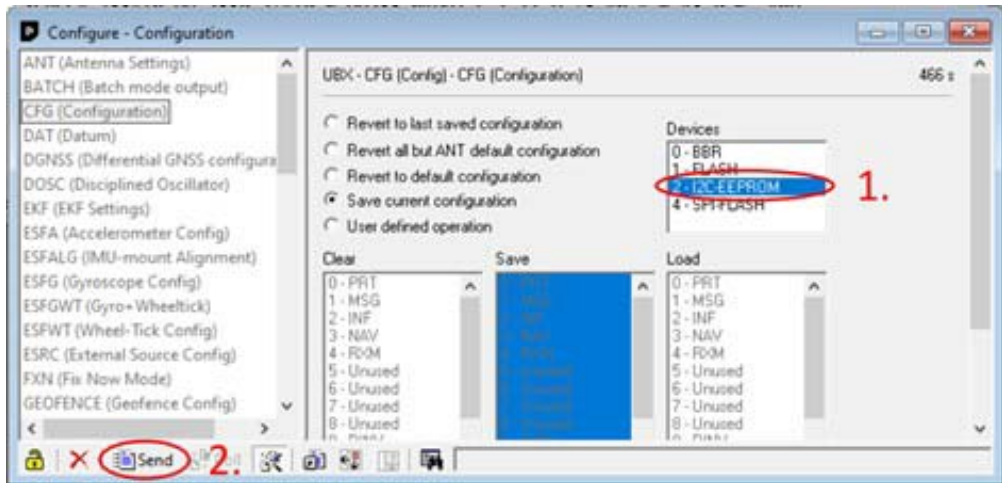 Configure - Configuration
ANT (Antenna Settings)
BATCH (Batch mode output)
CFG (Configuration)
DAT (Datum)
DGNSS (Differential GNSS configura
DOSC (Disciplined Oscillator)
EKF (EKF Settings)
ESFA (Accelerometer Config)
ESFALG (IMU-mount Alignment)
ESFG (Gyroscope Config)
ESFGWT (Gyro+Wheeltick)
ESFWT (Wheel-Tick Config)
ESRC (External Source Config)
FXN (Fix Now Mode)
GEOFENCE (Geofence Config)
UBX - CFG (Config) - CFG (Configuration)
466 s
Revert to last saved configuration
Revert all but ANT default configuration
Revert to default configuration
Save current configuration
User defined operation
Devices
0 - BBR
1 - FLASH
2 - I2C-EEPROM
4 - SPI-FLASH
1.
Clear
0 - PRT
1 - MSG
2 - INF
3 - NAV
4 - RXM
5 - Unused
6 - Unused
7 - Unused
8 - Unused
Save
Load
0 - PRT
1 - MSG
2 - INF
3 - NAV
4 - RXM
5 - Unused
6 - Unused
7 - Unused
8 - Unused
Send
2.